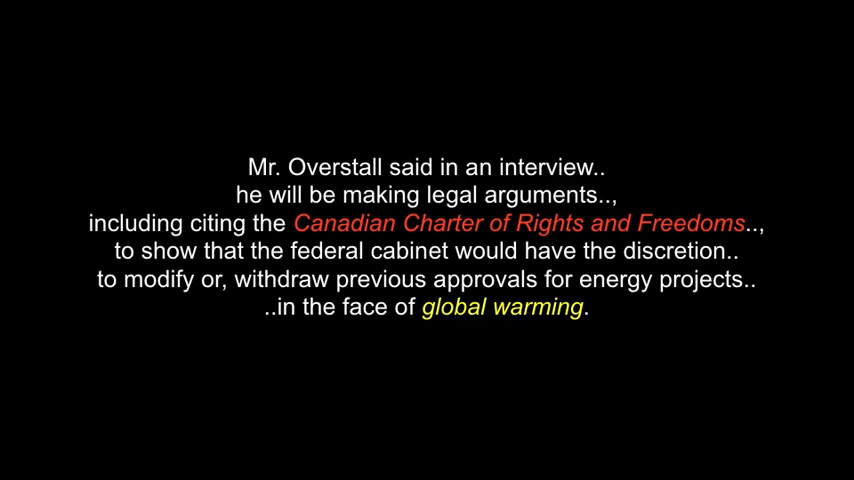 Mr. Overstall said in an interview..
he will be making legal arguments..,
including citing the Canadian Charter of Rights and Freedoms..,
to show that the federal cabinet would have the discretion..
to modify or, withdraw previous approvals for energy projects..
..in the face of global warming.